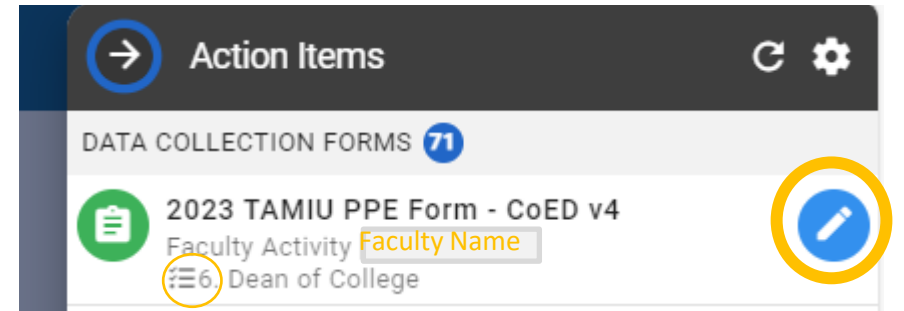 Action Items
DATA COLLECTION FORMS 71
2023 TAMIU PPE Form - CoED v4
Faculty Activity Faculty Name
6. Dean of College